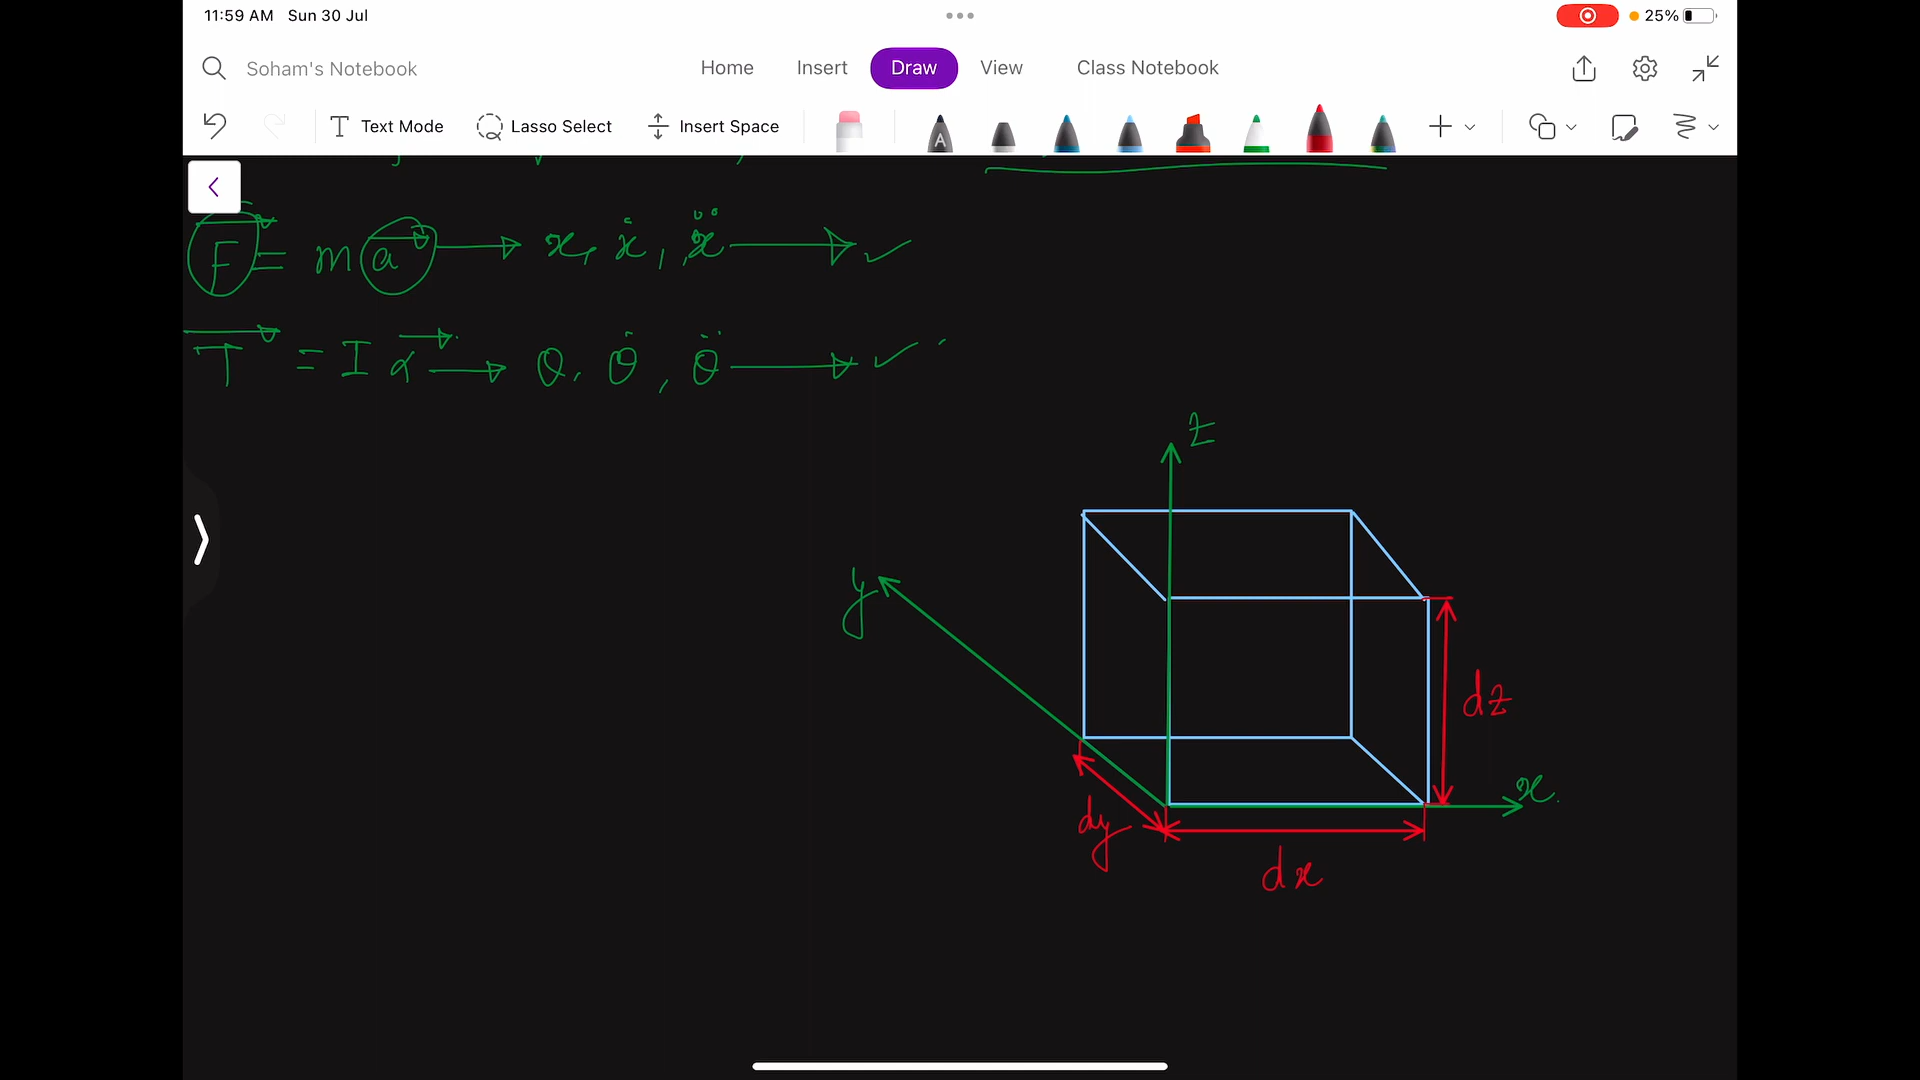 11:59 AM Sun 30 Jul
25%
Soham's Notebook
Home Insert Draw View Class Notebook
Text Mode Lasso Select Insert Space
A
F⃗ = m a⃗ → x, ẋ, ẍ → ✓
T⃗ = I α⃗ → θ, θ̇, θ̈ → ✓
z
y
dz
x
dy
dx